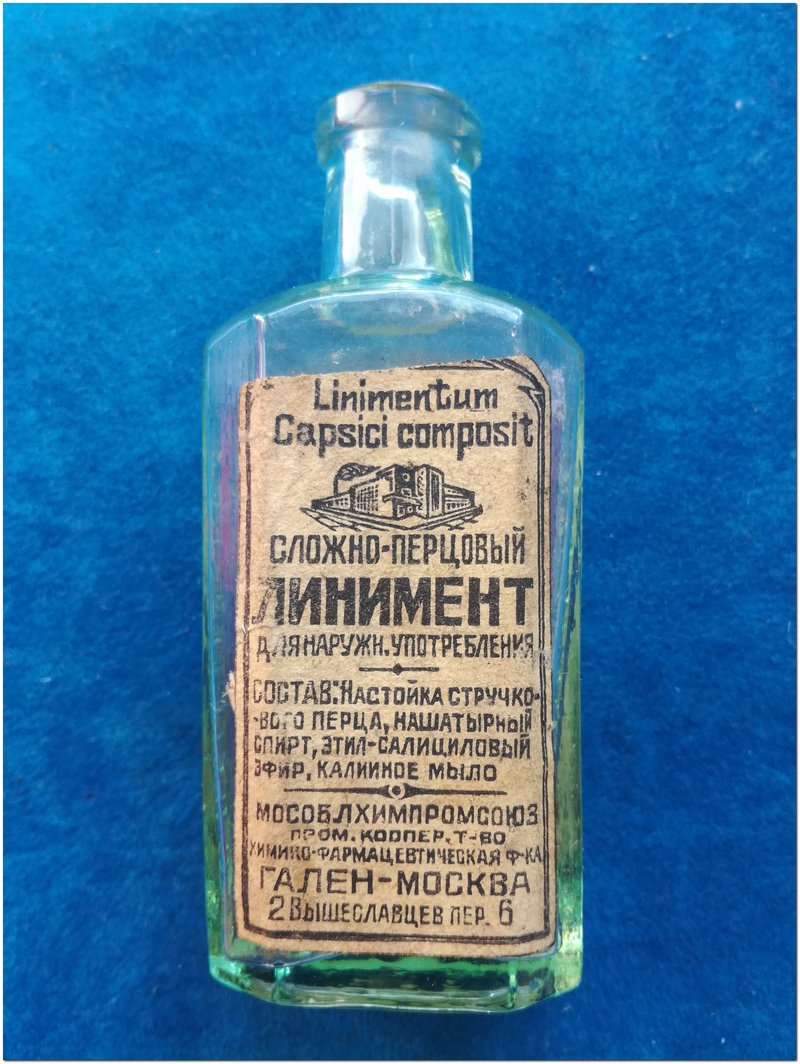 Linimentum
Capsici composit
СЛОЖНО-ПЕРЦОВЫЙ
ЛИНИМЕНТ
ДЛЯ НАРУЖН. УПОТРЕБЛЕНИЯ
СОСТАВ: НАСТОЙКА СТРУЧКО-
-ВОГО ПЕРЦА, НАШАТЫРНЫЙ
СПИРТ, ЭТИЛ-САЛИЦИЛОВЫЙ
ЭФИР, КАЛИЙНОЕ МЫЛО
МОСОБЛХИМПРОМСОЮЗ
ПРОМ. КООПЕР. Т-ВО
ХИМИКО-ФАРМАЦЕВТИЧЕСКАЯ Ф-КА
ГАЛЕН-МОСКВА
2 ВЫШЕСЛАВЦЕВ ПЕР. 6